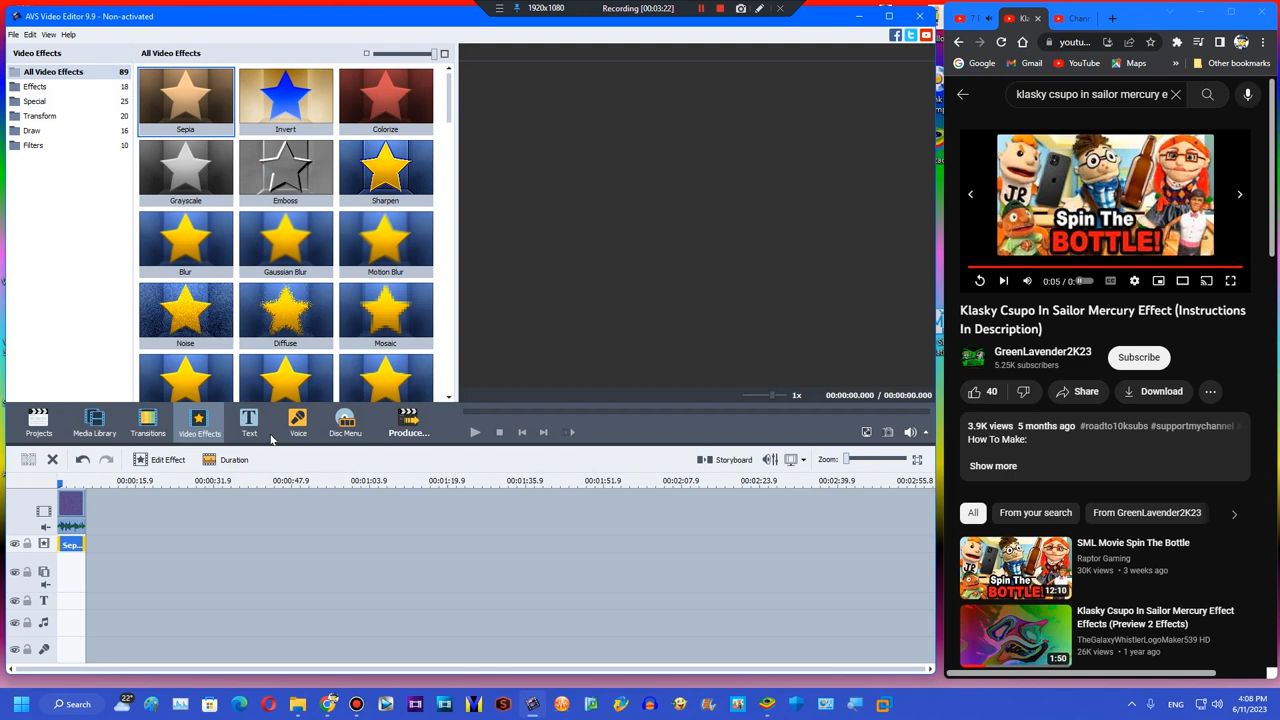 AVS Video Editor 9.9 - Non-activated
1920x1080
Recording [00:03:22]
File Edit View Help
Video Effects
All Video Effects 89
Effects 18
Special 25
Transform 20
Draw 16
Filters 10
All Video Effects
Sepia Invert Colorize
Grayscale Emboss Sharpen
Blur Gaussian Blur Motion Blur
Noise Diffuse Mosaic
1x 00:00:00.000 / 00:00:00.000
Projects Media Library Transitions Video Effects Text Voice Disc Menu Produce...
Edit Effect Duration
Storyboard Zoom:
00:00:15.9 00:00:31.9 00:00:47.9 00:01:03.9 00:01:19.9 00:01:35.9 00:01:51.9 00:02:07.9 00:02:23.9 00:02:39.9 00:02:55.8
Sep...
T
youtu...
Google Gmail YouTube Maps » Other bookmarks
klasky csupo in sailor mercury e
JP
Spin The
BOTTLE!
0:05 / 0:0
Klasky Csupo In Sailor Mercury Effect (Instructions
In Description)
GreenLavender2K23
5.25K subscribers
Subscribe
40 Share Download
3.9K views 5 months ago #roadto10ksubs #supportmychannel
How To Make:
Show more
All From your search From GreenLavender2K23
Spin The
BOTTLE!
12:10
SML Movie Spin The Bottle
Raptor Gaming
30K views • 3 weeks ago
1:50
Klasky Csupo In Sailor Mercury Effect
Effects (Preview 2 Effects)
TheGalaxyWhistlerLogoMaker539 HD
26K views • 1 year ago
Search
22°
ENG
4:08 PM
6/11/2023